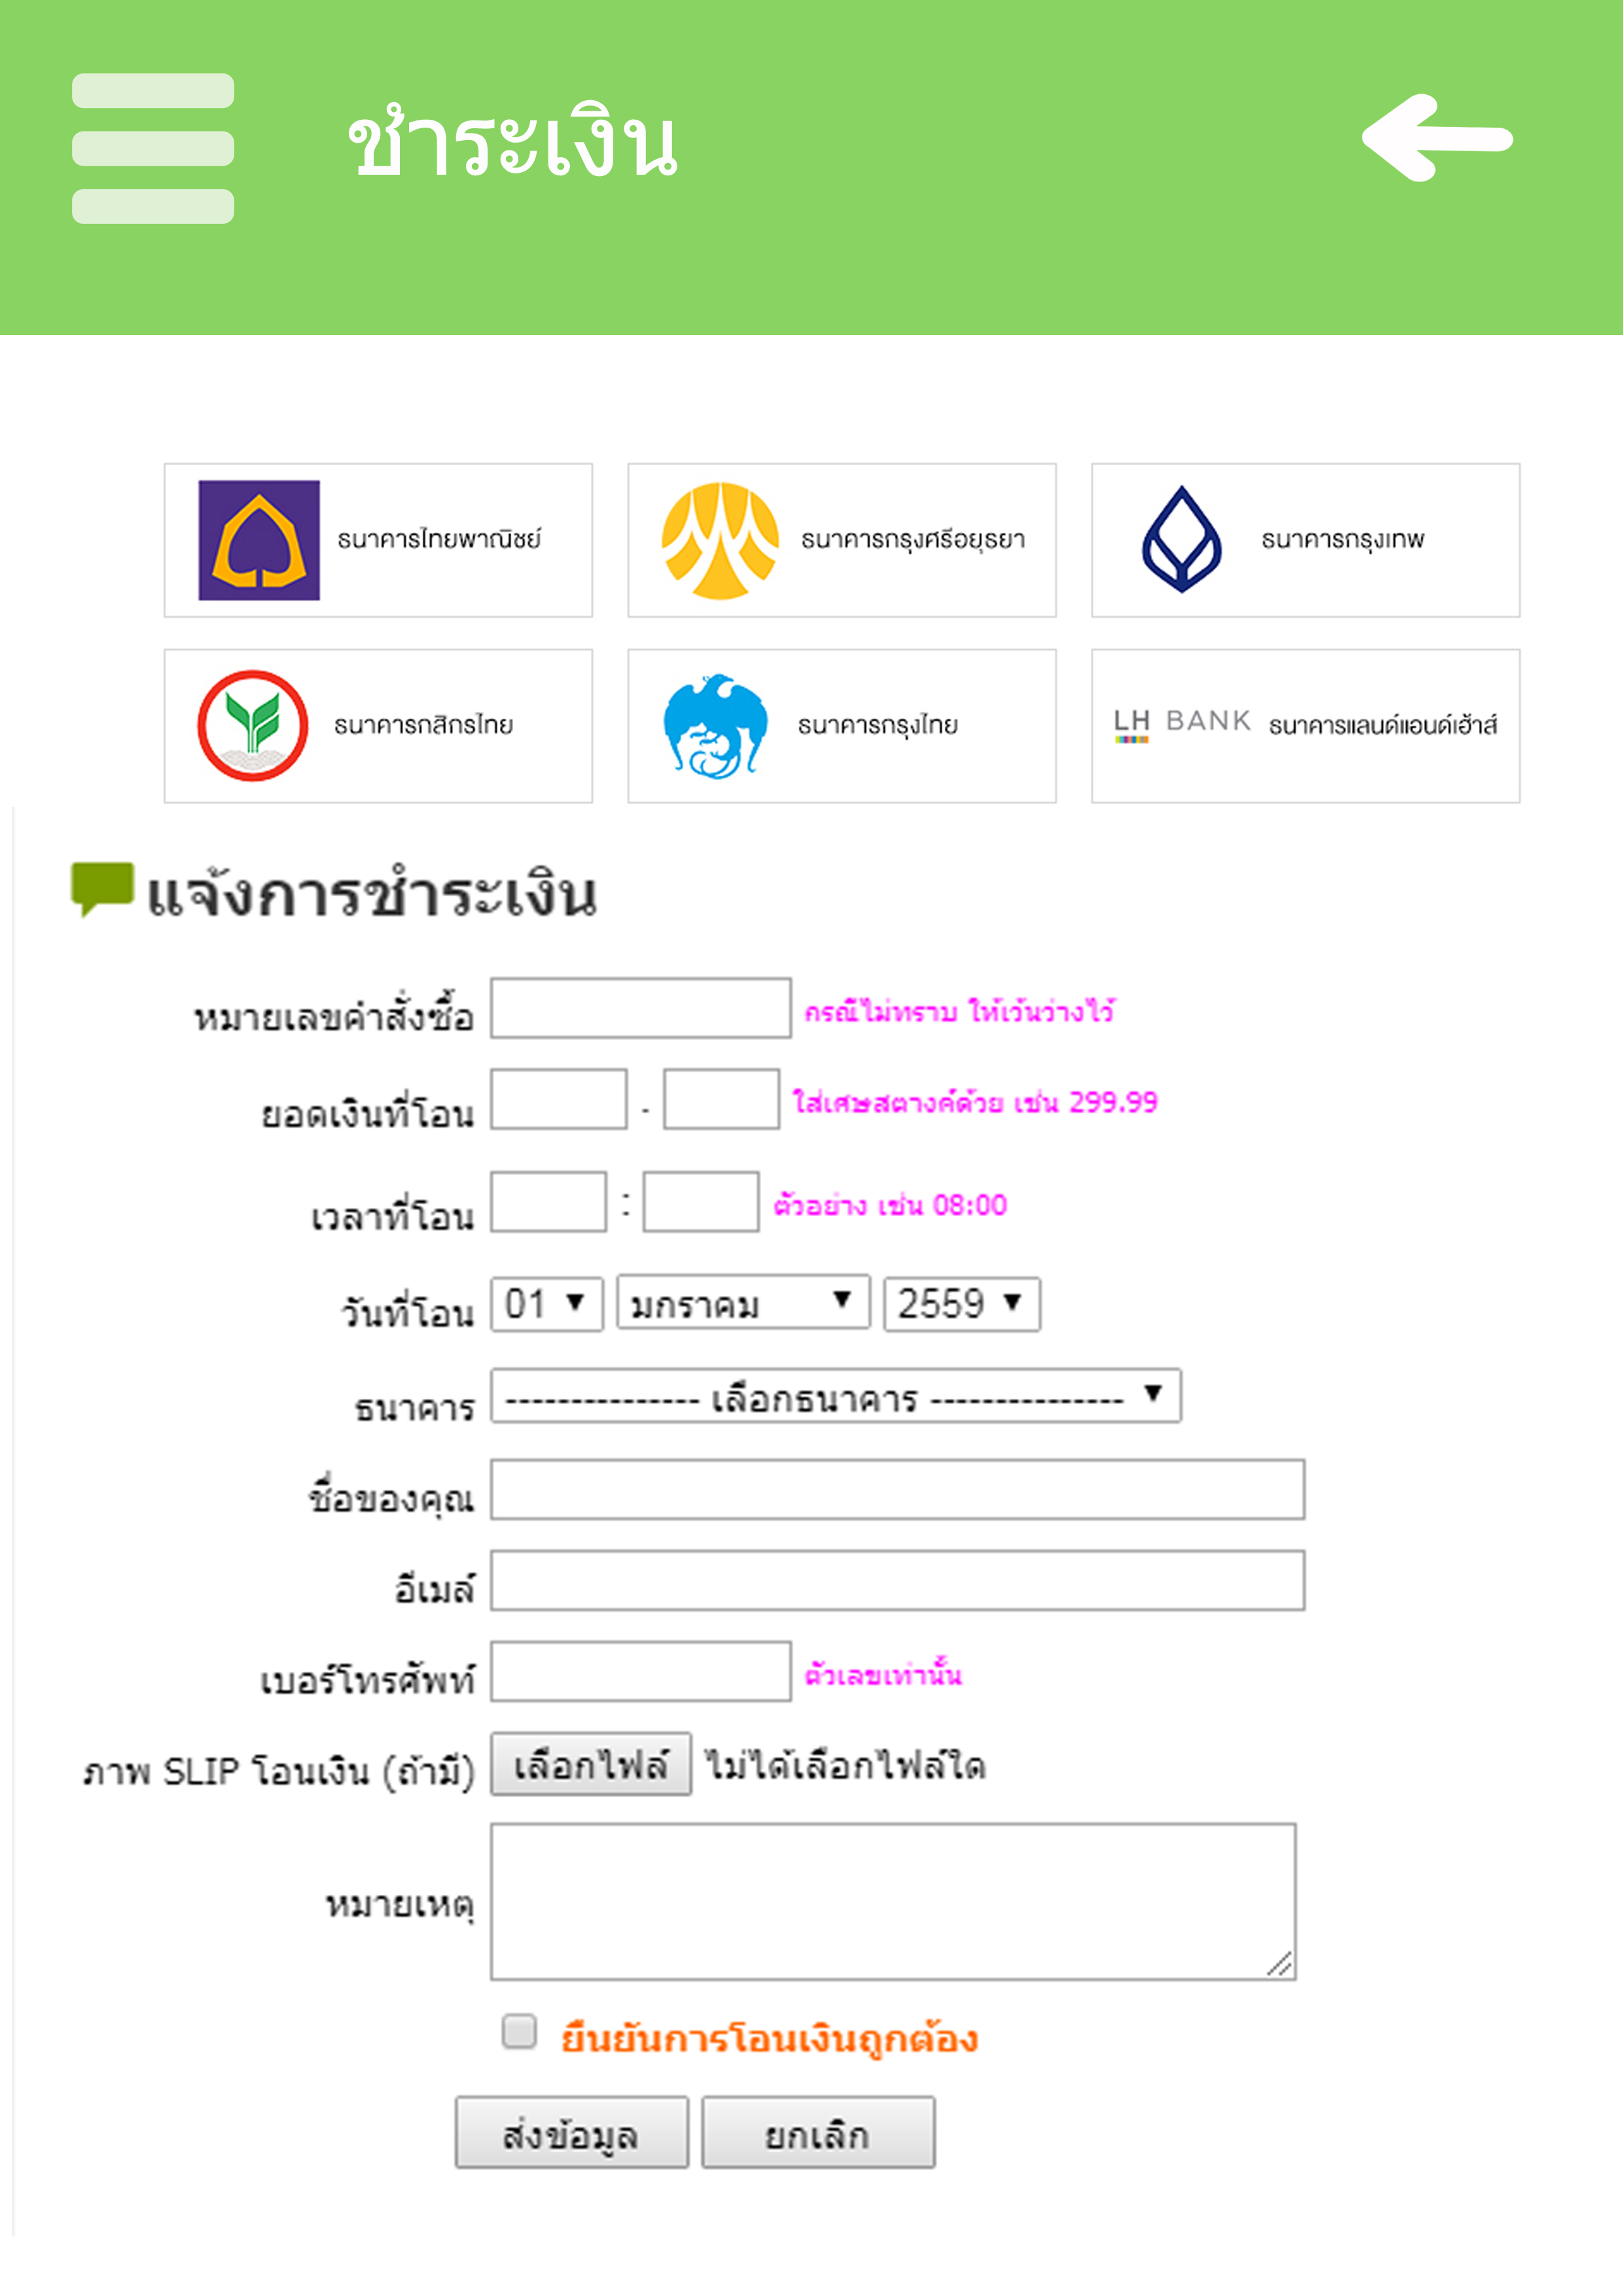 ชำระเงิน
ธนาคารไทยพาณิชย์
ธนาคารกรุงศรีอยุธยา
ธนาคารกรุงเทพ
ธนาคารกสิกรไทย
ธนาคารกรุงไทย
LH BANK ธนาคารแลนด์แอนด์เฮ้าส์
แจ้งการชำระเงิน
หมายเลขคำสั่งซื้อ กรณีไม่ทราบ ให้เว้นว่างไว้
ยอดเงินที่โอน . ใส่เศษสตางค์ด้วย เช่น 299.99
เวลาที่โอน : ตัวอย่าง เช่น 08:00
วันที่โอน 01 มกราคม 2559
ธนาคาร --------------- เลือกธนาคาร ---------------
ชื่อของคุณ
อีเมล์
เบอร์โทรศัพท์ ตัวเลขเท่านั้น
ภาพ SLIP โอนเงิน (ถ้ามี) เลือกไฟล์ ไม่ได้เลือกไฟล์ใด
หมายเหตุ
ยืนยันการโอนเงินถูกต้อง
ส่งข้อมูล ยกเลิก